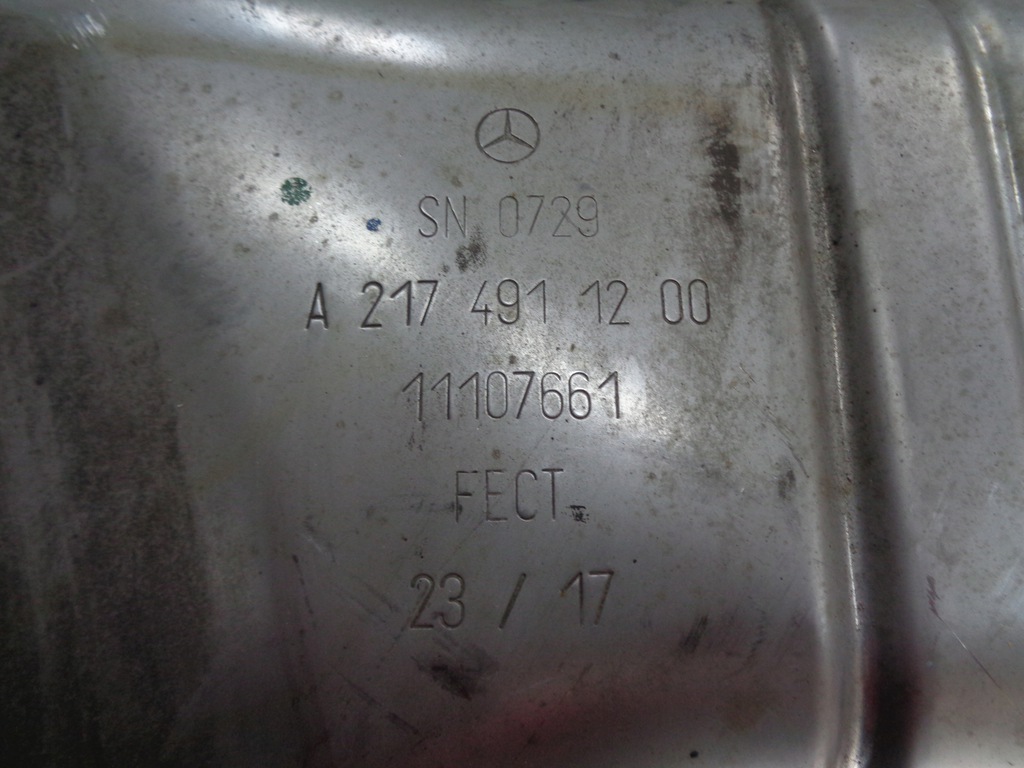 SN 0729
A 217 491 12 00
11107661
FECT
23 / 17